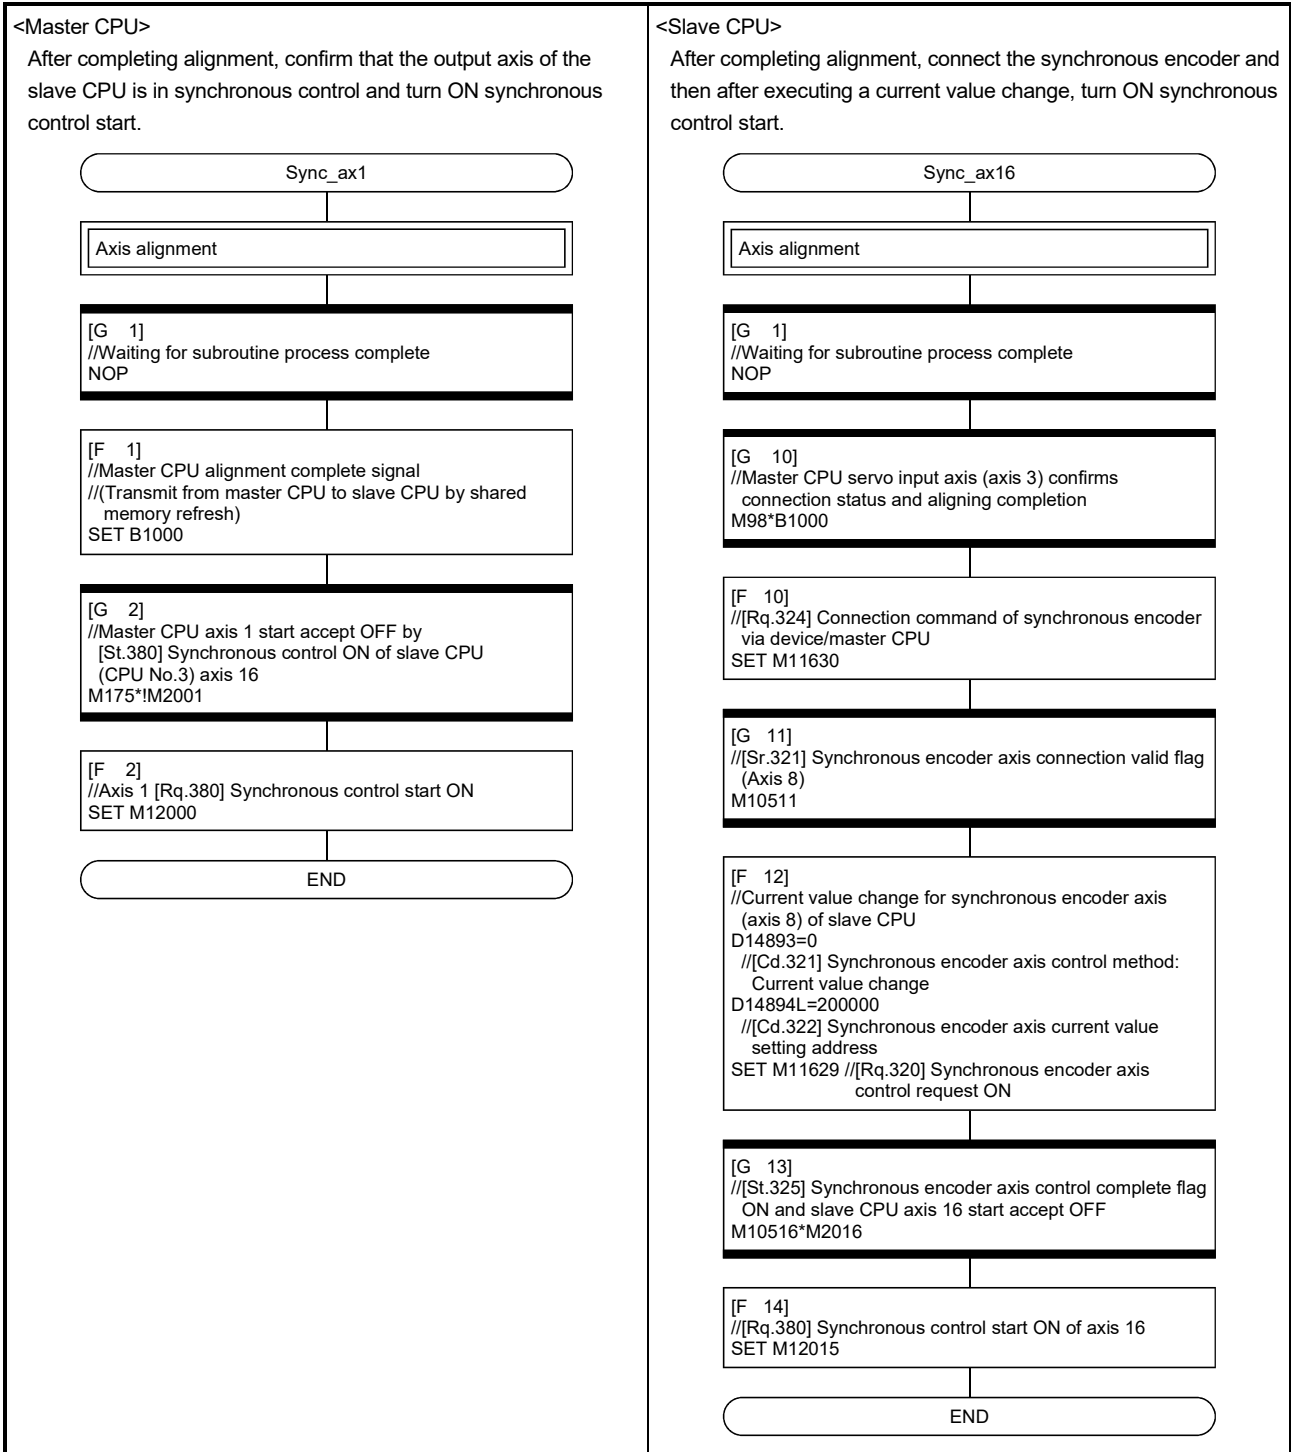 <Master CPU>
After completing alignment, confirm that the output axis of the
slave CPU is in synchronous control and turn ON synchronous
control start.
Sync_ax1
Axis alignment
[G 1]
//Waiting for subroutine process complete
NOP
[F 1]
//Master CPU alignment complete signal
//(Transmit from master CPU to slave CPU by shared
memory refresh)
SET B1000
[G 2]
//Master CPU axis 1 start accept OFF by
[St.380] Synchronous control ON of slave CPU
(CPU No.3) axis 16
M175*!M2001
[F 2]
//Axis 1 [Rq.380] Synchronous control start ON
SET M12000
END
<Slave CPU>
After completing alignment, connect the synchronous encoder and
then after executing a current value change, turn ON synchronous
control start.
Sync_ax16
Axis alignment
[G 1]
//Waiting for subroutine process complete
NOP
[G 10]
//Master CPU servo input axis (axis 3) confirms
connection status and aligning completion
M98*B1000
[F 10]
//[Rq.324] Connection command of synchronous encoder
via device/master CPU
SET M11630
[G 11]
//[Sr.321] Synchronous encoder axis connection valid flag
(Axis 8)
M10511
[F 12]
//Current value change for synchronous encoder axis
(axis 8) of slave CPU
D14893=0
//[Cd.321] Synchronous encoder axis control method:
Current value change
D14894L=200000
//[Cd.322] Synchronous encoder axis current value
setting address
SET M11629 //[Rq.320] Synchronous encoder axis
control request ON
[G 13]
//[St.325] Synchronous encoder axis control complete flag
ON and slave CPU axis 16 start accept OFF
M10516*M2016
[F 14]
//[Rq.380] Synchronous control start ON of axis 16
SET M12015
END